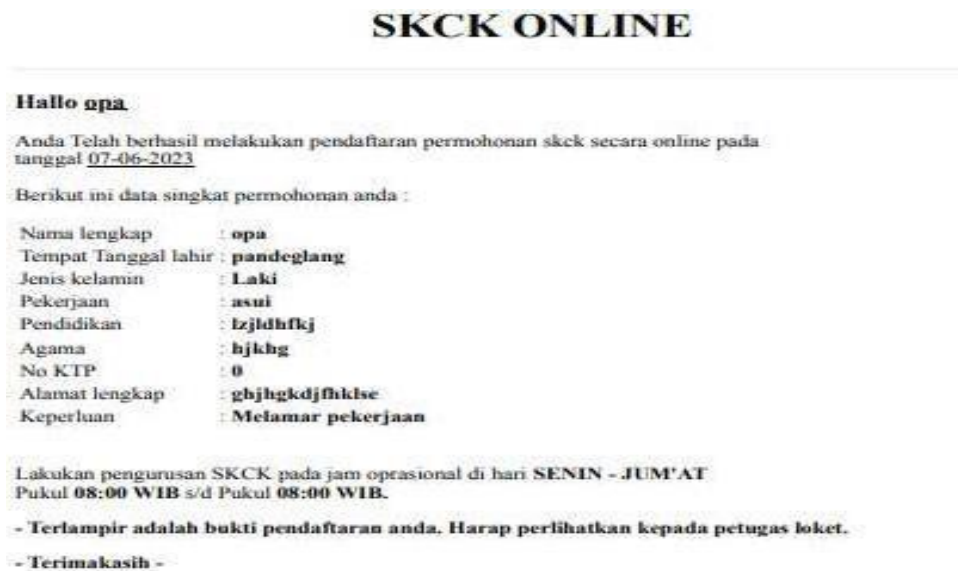 SKCK ONLINE
Hallo opa
Anda Telah berhasil melakukan pendaftaran permohonan skck secara online pada
tanggal 07-06-2023
Berikut ini data singkat permohonan anda :
Nama lengkap : opa
Tempat Tanggal lahir : pandeglang
Jenis kelamin : Laki
Pekerjaan : asui
Pendidikan : lzjldhfkj
Agama : hjkhg
No KTP : 0
Alamat lengkap : ghjhgkdjfhklse
Keperluan : Melamar pekerjaan
Lakukan pengurusan SKCK pada jam oprasional di hari SENIN - JUM'AT
Pukul 08:00 WIB s/d Pukul 08:00 WIB.
- Terlampir adalah bukti pendaftaran anda. Harap perlihatkan kepada petugas loket.
- Terimakasih -